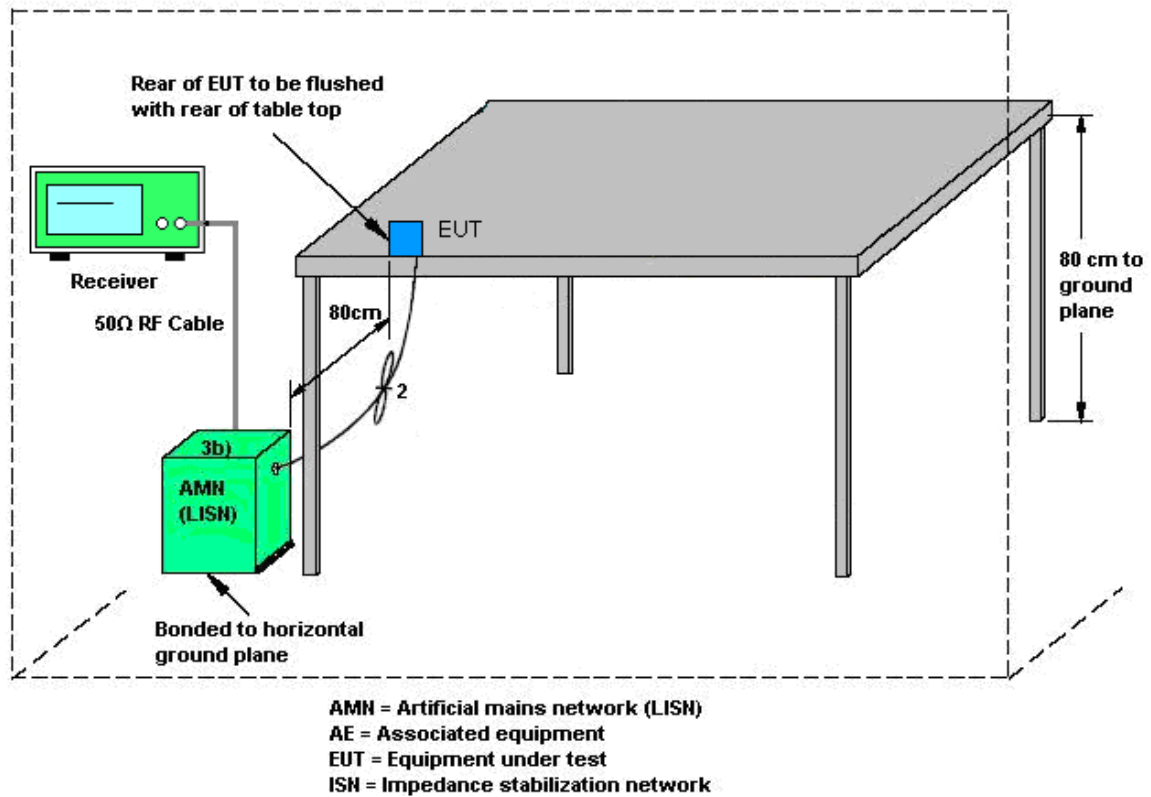 Rear of EUT to be flushed
with rear of table top
EUT
Receiver
50Ω RF Cable
80cm
80 cm to
ground
plane
2
3b)
AMN
(LISN)
Bonded to horizontal
ground plane
AMN = Artificial mains network (LISN)
AE = Associated equipment
EUT = Equipment under test
ISN = Impedance stabilization network